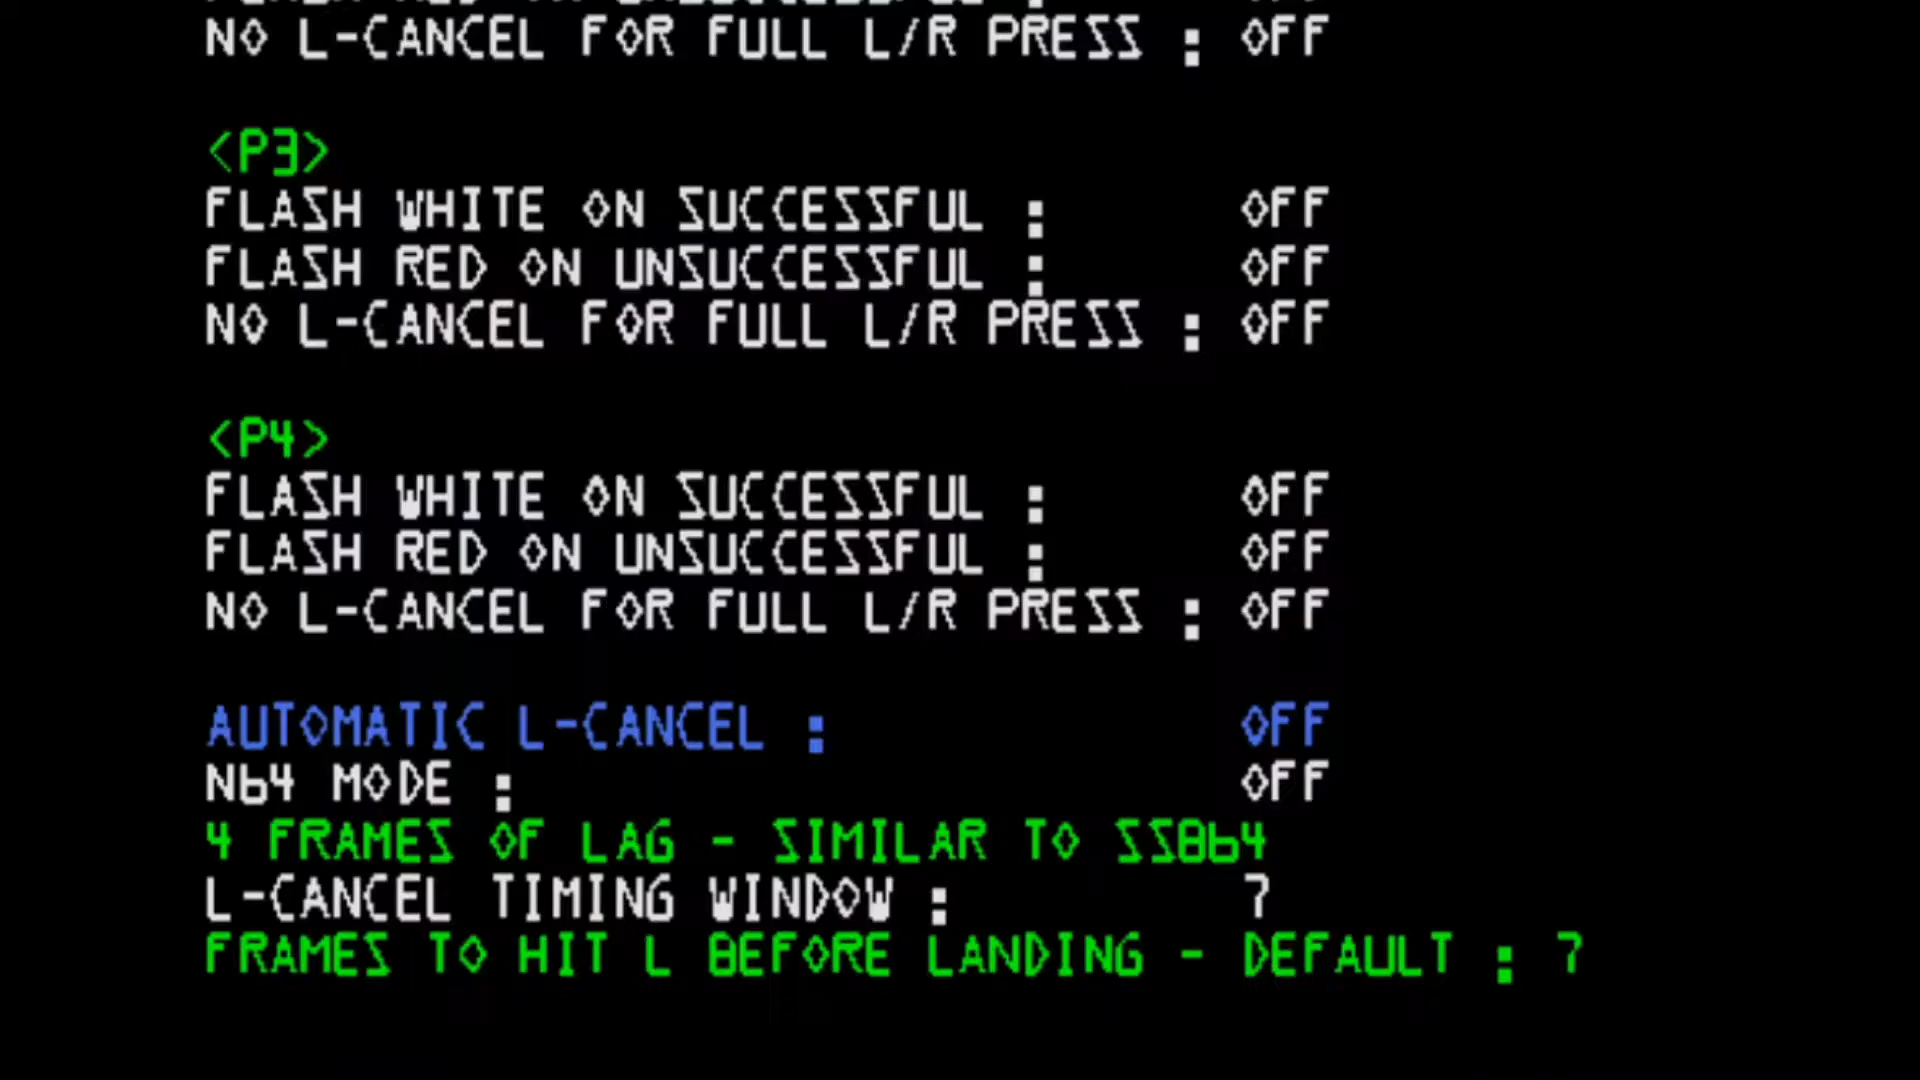 NO L-CANCEL FOR FULL L/R PRESS : OFF
<P3>
FLASH WHITE ON SUCCESSFUL : OFF
FLASH RED ON UNSUCCESSFUL : OFF
NO L-CANCEL FOR FULL L/R PRESS : OFF
<P4>
FLASH WHITE ON SUCCESSFUL : OFF
FLASH RED ON UNSUCCESSFUL : OFF
NO L-CANCEL FOR FULL L/R PRESS : OFF
AUTOMATIC L-CANCEL : OFF
N64 MODE : OFF
4 FRAMES OF LAG - SIMILAR TO SSB64
L-CANCEL TIMING WINDOW : 7
FRAMES TO HIT L BEFORE LANDING - DEFAULT : 7